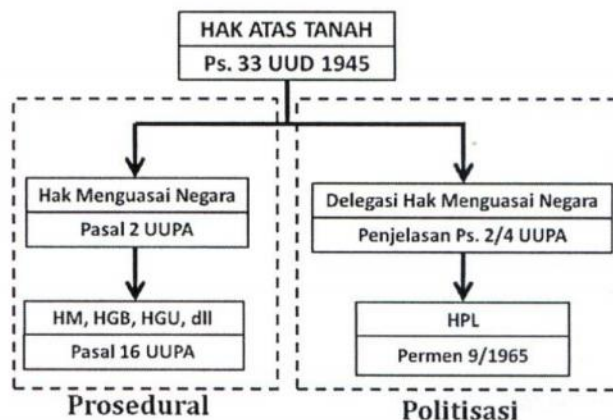 HAK ATAS TANAH
Ps. 33 UUD 1945
Hak Menguasai Negara
Pasal 2 UUPA
HM, HGB, HGU, dll
Pasal 16 UUPA
Prosedural
Delegasi Hak Menguasai Negara
Penjelasan Ps. 2/4 UUPA
HPL
Permen 9/1965
Politisasi